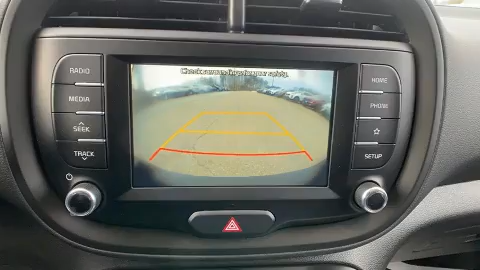 Check surroundings for your safety.
RADIO
MEDIA
SEEK
TRACK
HOME
PHONE
SETUP